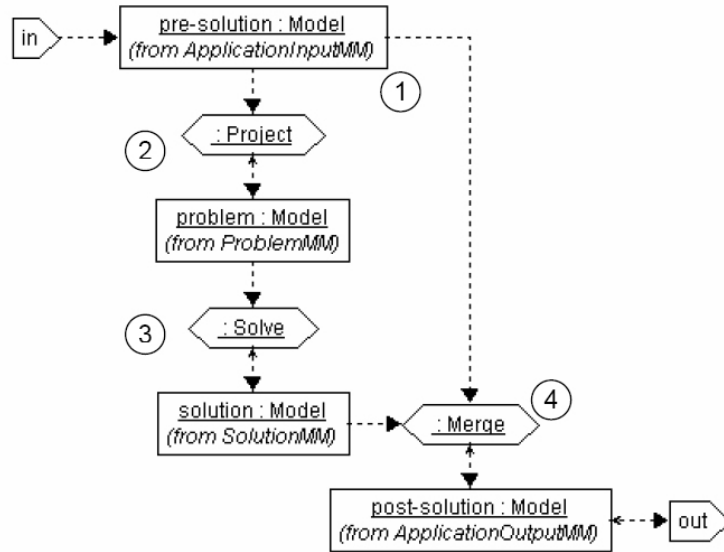 in
pre-solution : Model
(from ApplicationInputMM)
1
: Project
2
problem : Model
(from ProblemMM)
: Solve
3
solution : Model
(from SolutionMM)
4
: Merge
post-solution : Model
(from ApplicationOutputMM)
out